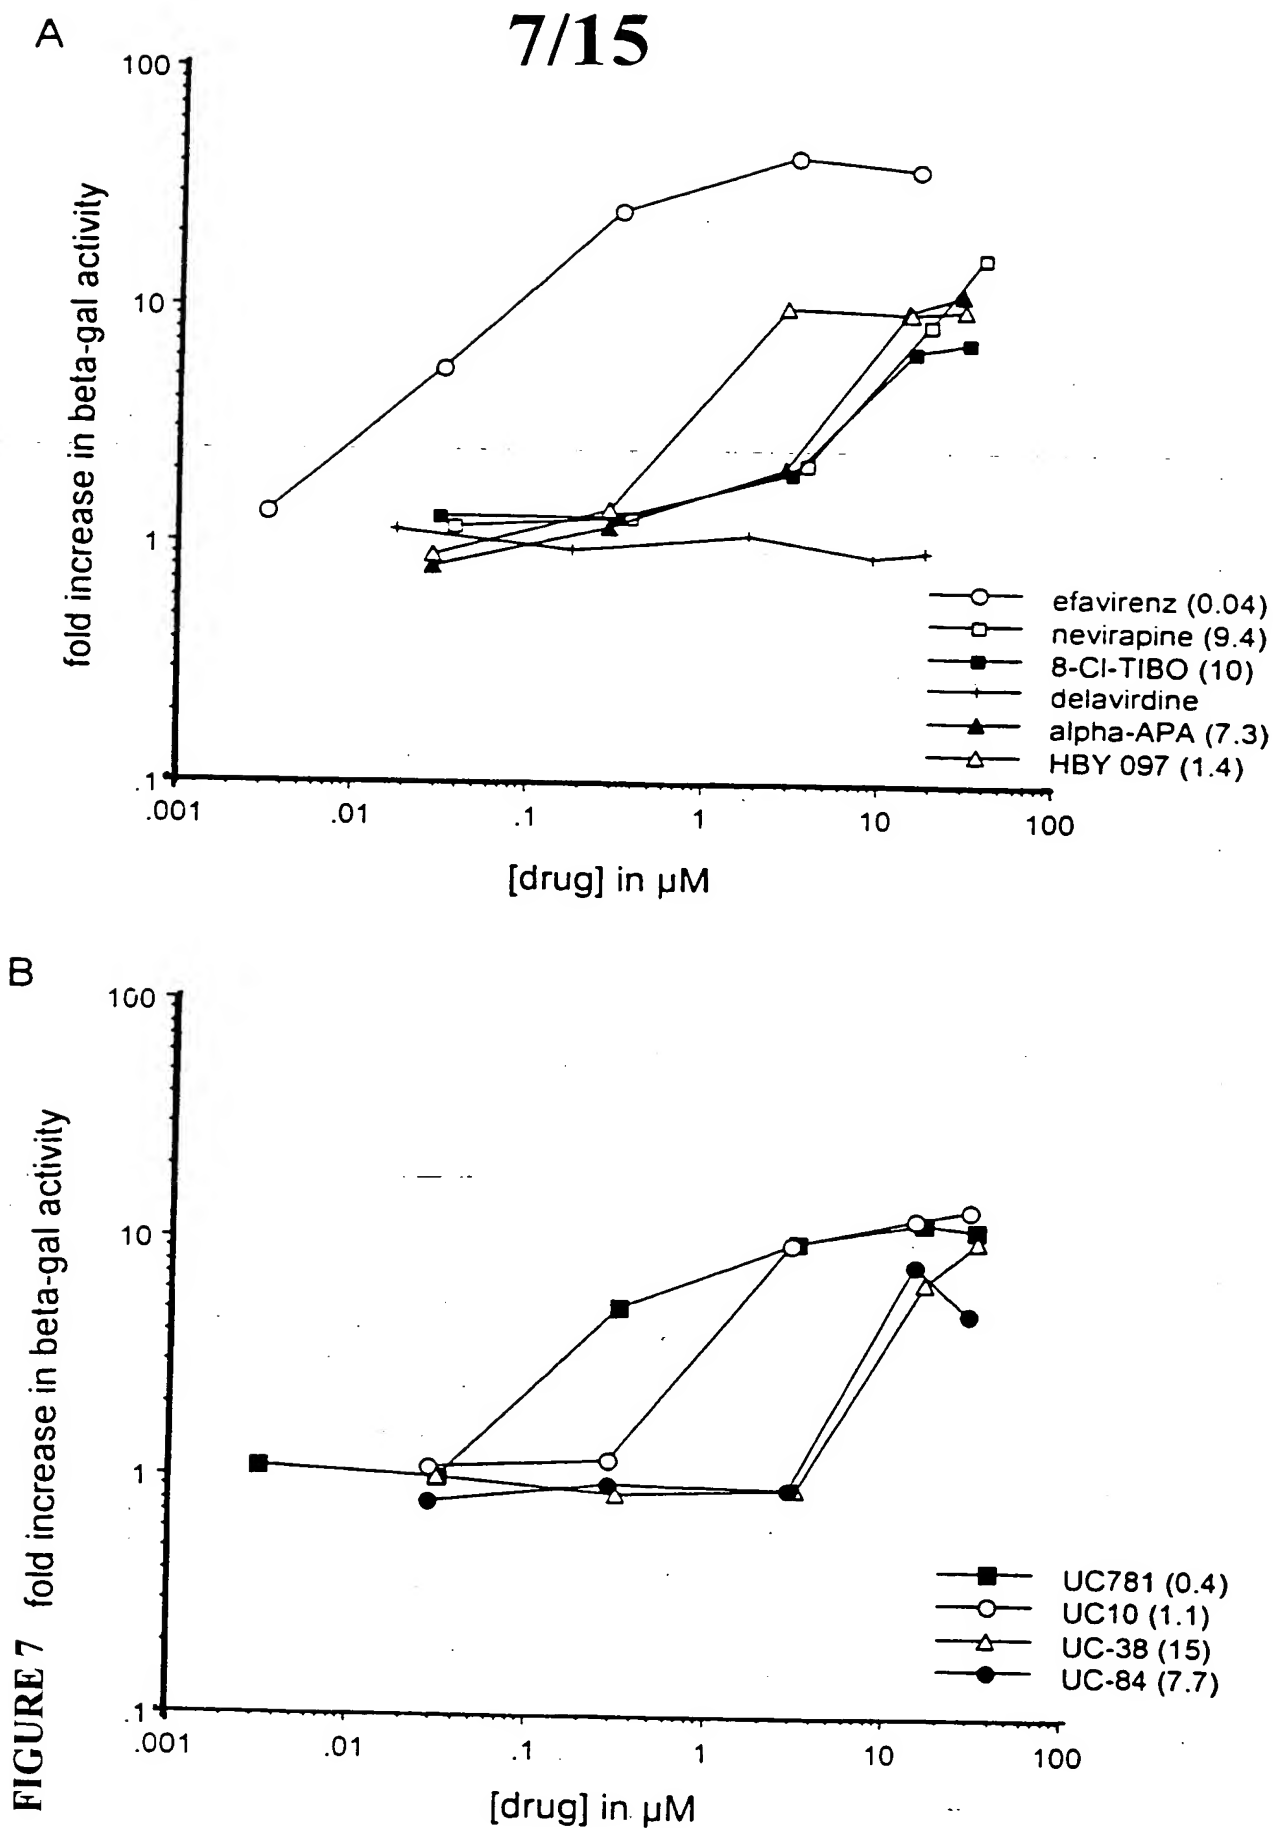 7/15
A
fold increase in beta-gal activity
100
10
1
.1
.001
.01
.1
1
10
100
[drug] in µM
efavirenz (0.04)
nevirapine (9.4)
8-Cl-TIBO (10)
delavirdine
alpha-APA (7.3)
HBY 097 (1.4)
B
fold increase in beta-gal activity
100
10
1
.1
.001
.01
.1
1
10
100
[drug] in µM
UC781 (0.4)
UC10 (1.1)
UC-38 (15)
UC-84 (7.7)
FIGURE 7